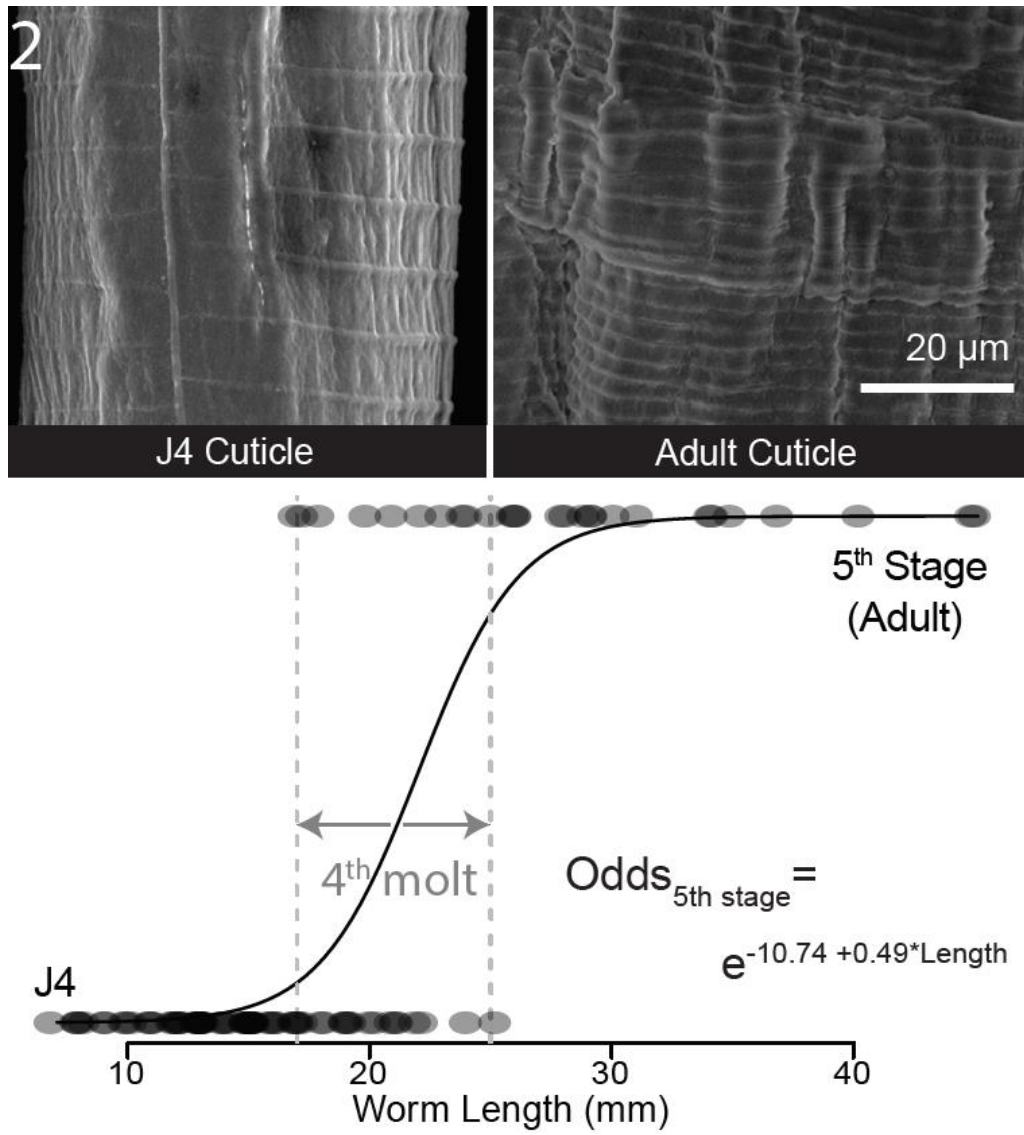 2
20 µm
J4 Cuticle
Adult Cuticle
5th Stage
(Adult)
4th molt
Odds5th stage=
e-10.74 +0.49*Length
J4
10 20 30 40
Worm Length (mm)